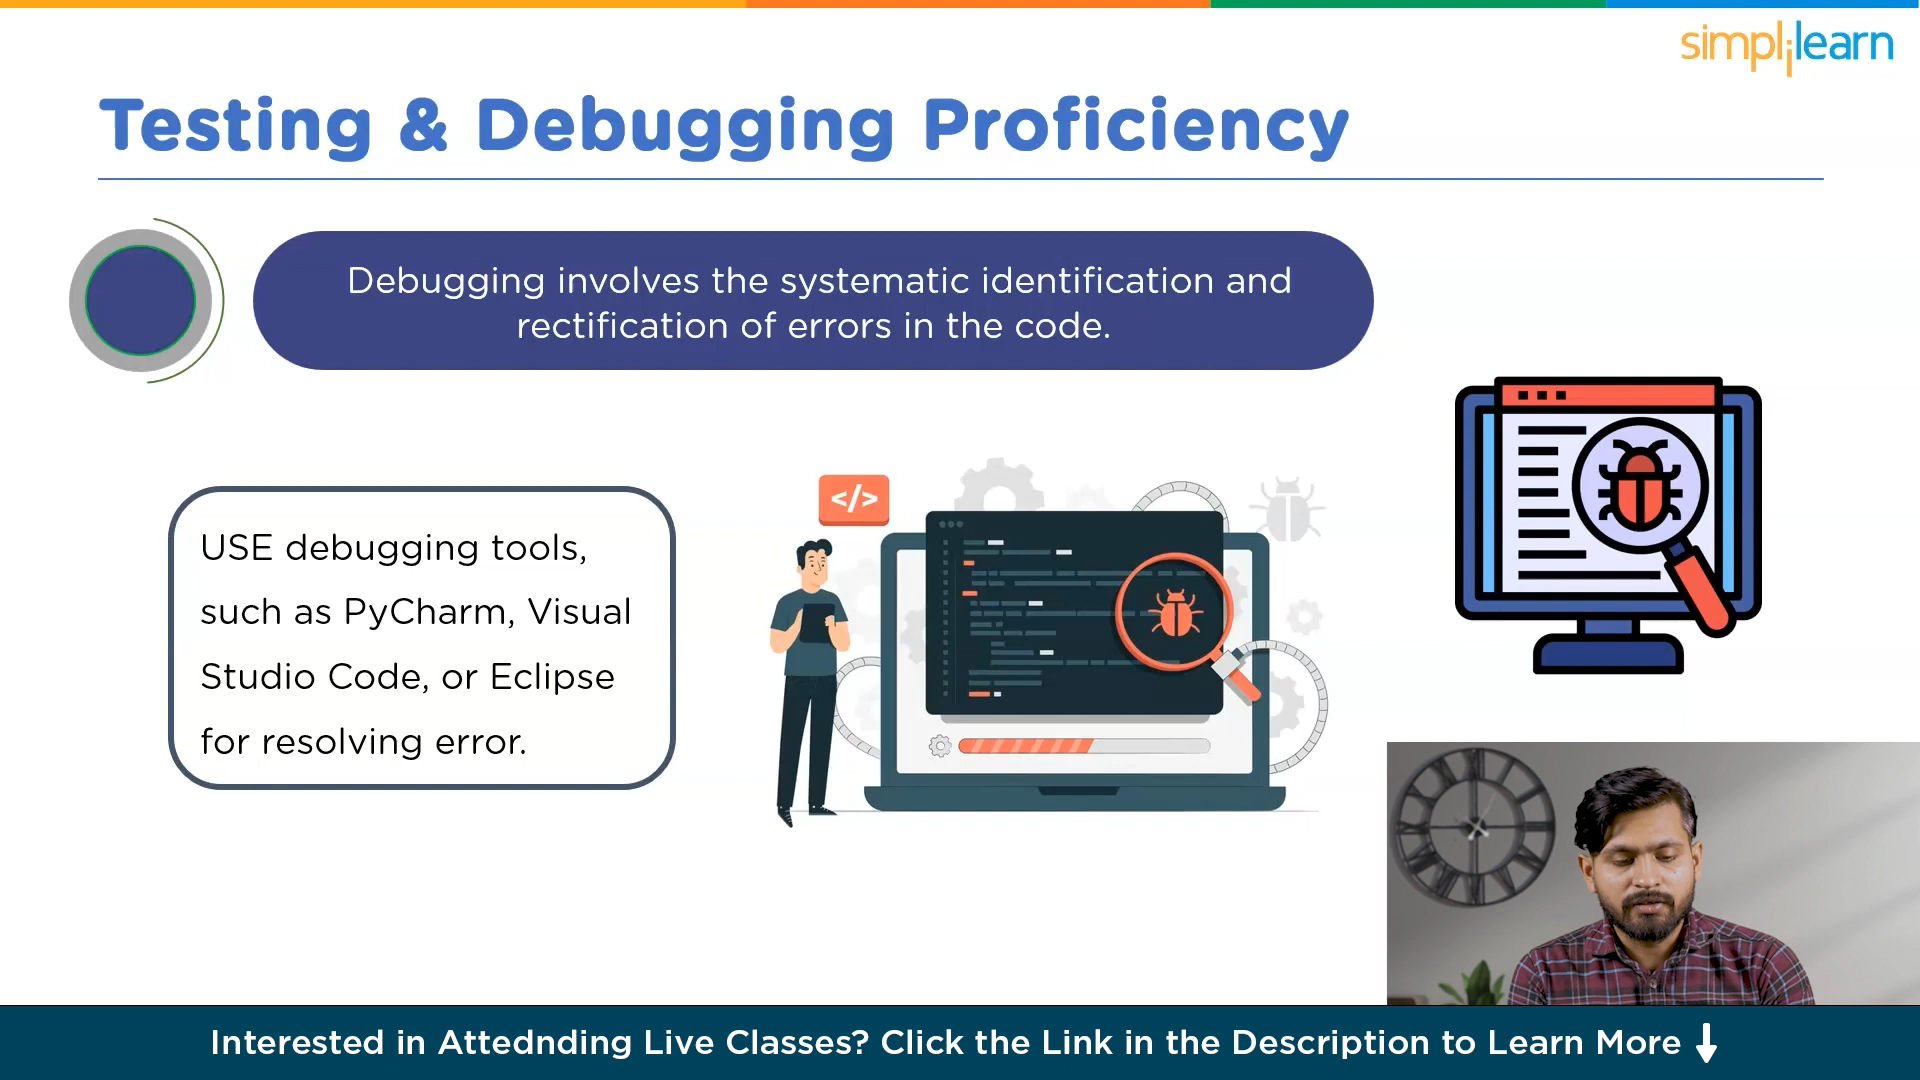 simplilearn
Testing & Debugging Proficiency
Debugging involves the systematic identification and
rectification of errors in the code.
USE debugging tools,
such as PyCharm, Visual
Studio Code, or Eclipse
for resolving error.
</>
Interested in Attednding Live Classes? Click the Link in the Description to Learn More